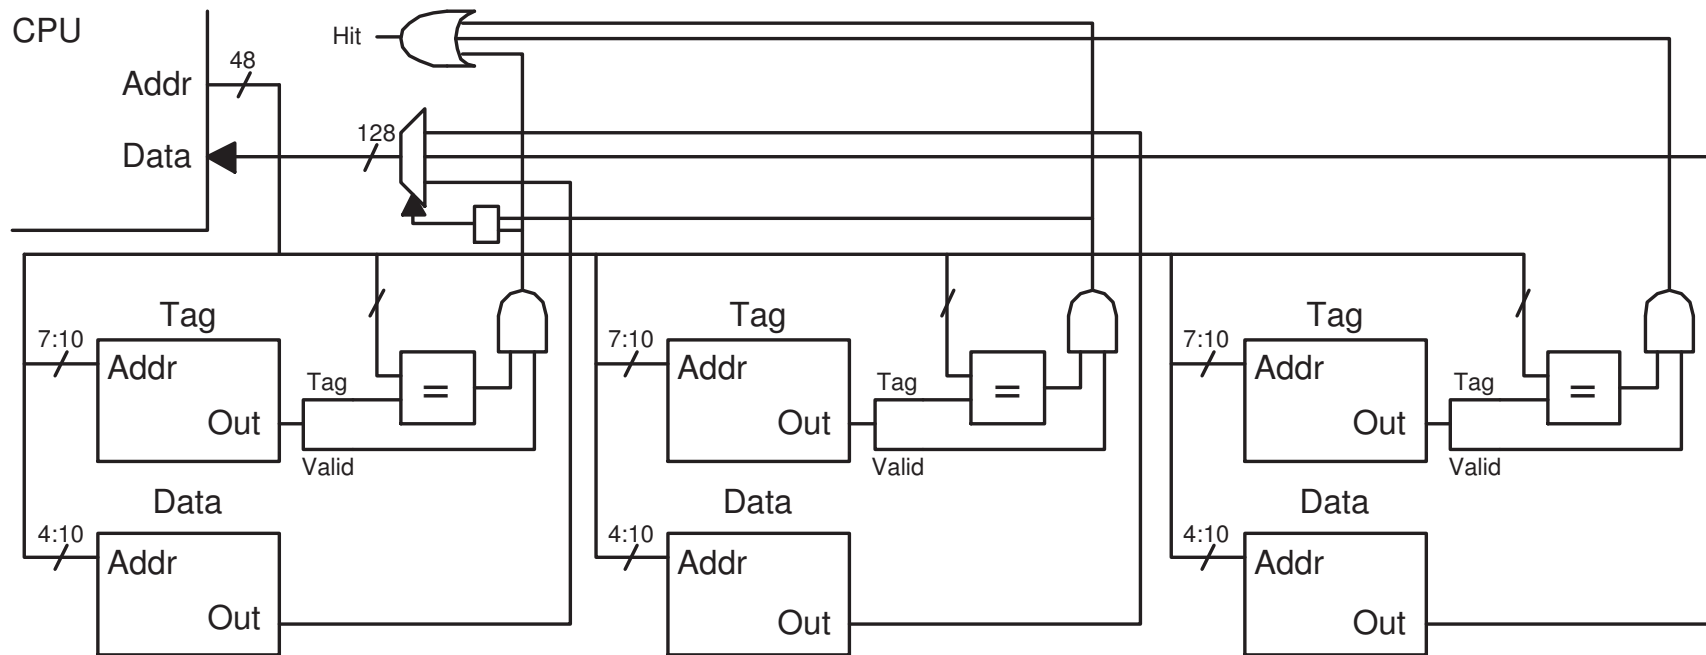 CPU
Hit
48
Addr
128
Data
Tag
Tag
Tag
7:10
Addr
Tag
=
7:10
Addr
Tag
=
7:10
Addr
Tag
=
Out
Out
Out
Valid
Valid
Valid
Data
Data
Data
4:10
Addr
4:10
Addr
4:10
Addr
Out
Out
Out